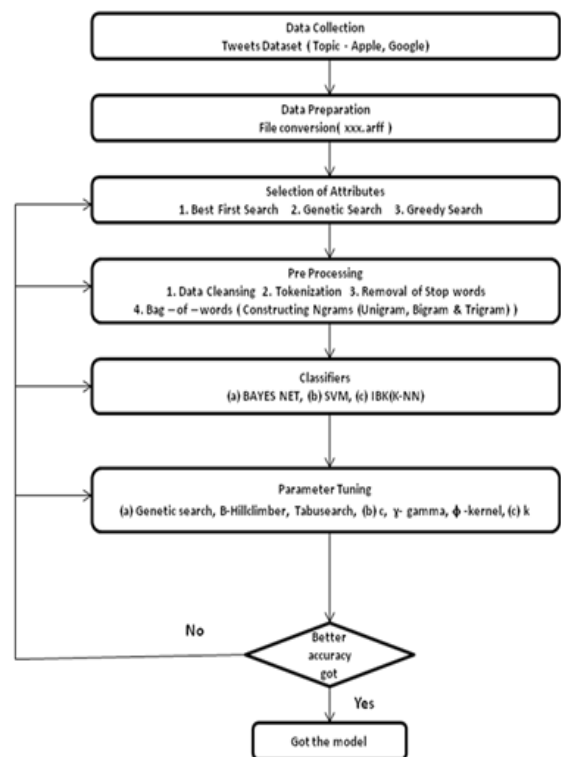 Data Collection
Tweets Dataset ( Topic - Apple, Google)
Data Preparation
File conversion( xxx.arff )
Selection of Attributes
1. Best First Search 2. Genetic Search 3. Greedy Search
Pre Processing
1. Data Cleansing 2. Tokenization 3. Removal of Stop words
4. Bag – of – words ( Constructing Ngrams (Unigram, Bigram & Trigram) )
Classifiers
(a) BAYES NET, (b) SVM, (c) IBK(K-NN)
Parameter Tuning
(a) Genetic search, B-Hillclimber, Tabusearch, (b) c, γ- gamma, ϕ -kernel, (c) k
No
Better
accuracy
got
Yes
Got the model